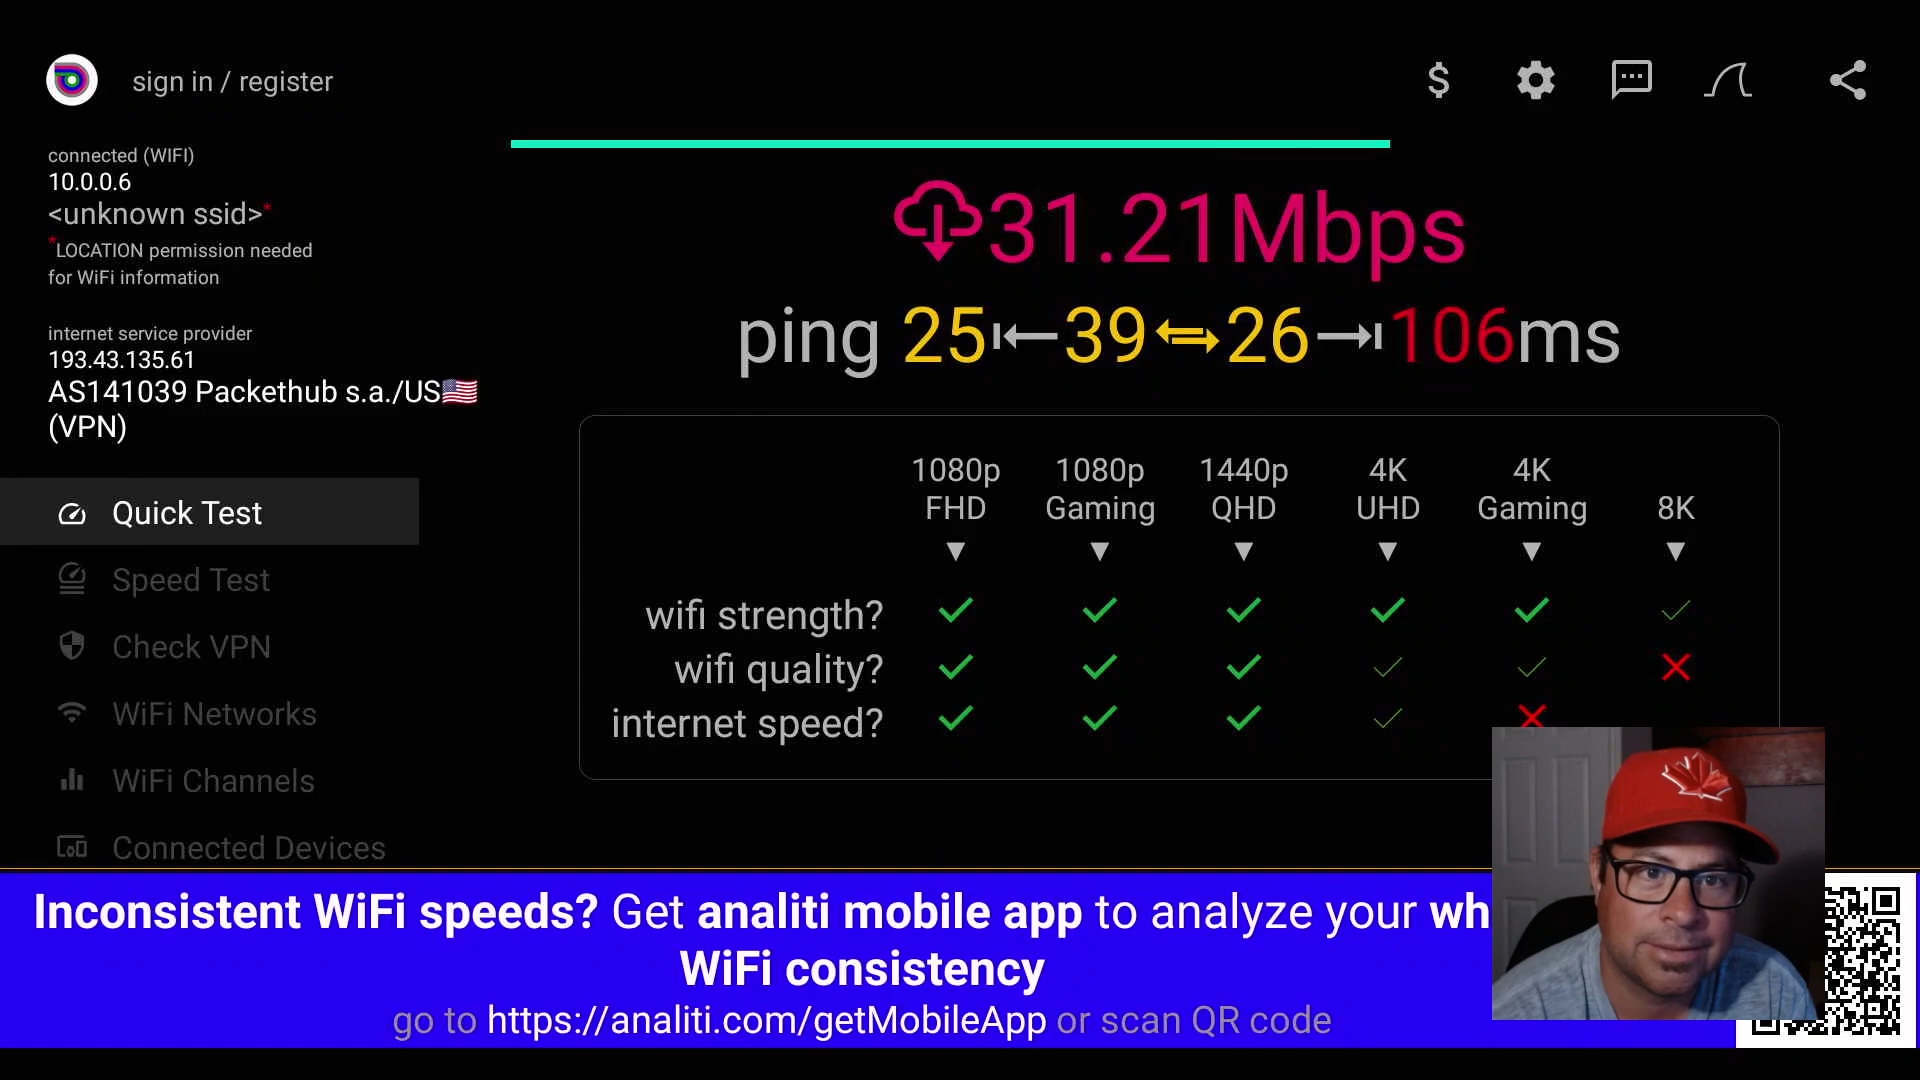 sign in / register
connected (WIFI)
10.0.0.6
<unknown ssid>*
*LOCATION permission needed
for WiFi information
internet service provider
193.43.135.61
AS141039 Packethub s.a./US🇺🇸
(VPN)
Quick Test
Speed Test
Check VPN
WiFi Networks
WiFi Channels
Connected Devices
31.21Mbps
ping 25 39 26 106ms
1080p FHD
1080p Gaming
1440p QHD
4K UHD
4K Gaming
8K
wifi strength?
wifi quality?
internet speed?
Inconsistent WiFi speeds? Get analiti mobile app to analyze your
WiFi consistency
go to https://analiti.com/getMobileApp or scan QR code